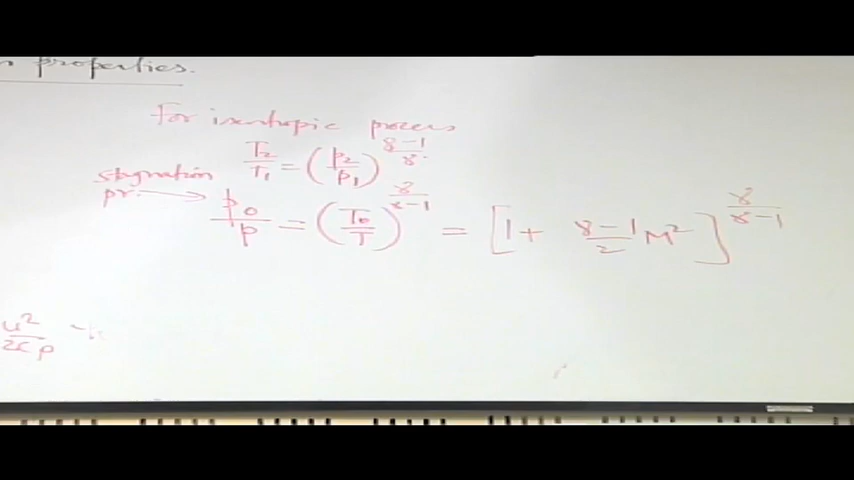 properties.
For isentropic process
T₂/T₁ = (p₂/p₁)^((γ-1)/γ)
stagnation
pr. → p₀/p = (T₀/T)^(γ/(γ-1)) = [1 + (γ-1)/2 M²]^(γ/(γ-1))
u²/2Cp